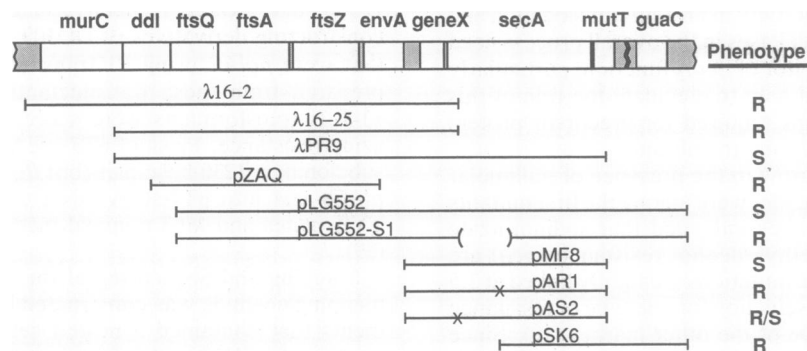 murC ddl ftsQ ftsA ftsZ envA geneX secA mutT guaC
Phenotype
λ16–2 R
λ16–25 R
λPR9 S
pZAQ R
pLG552 S
pLG552-S1 R
pMF8 S
pAR1 R
pAS2 R/S
pSK6 R